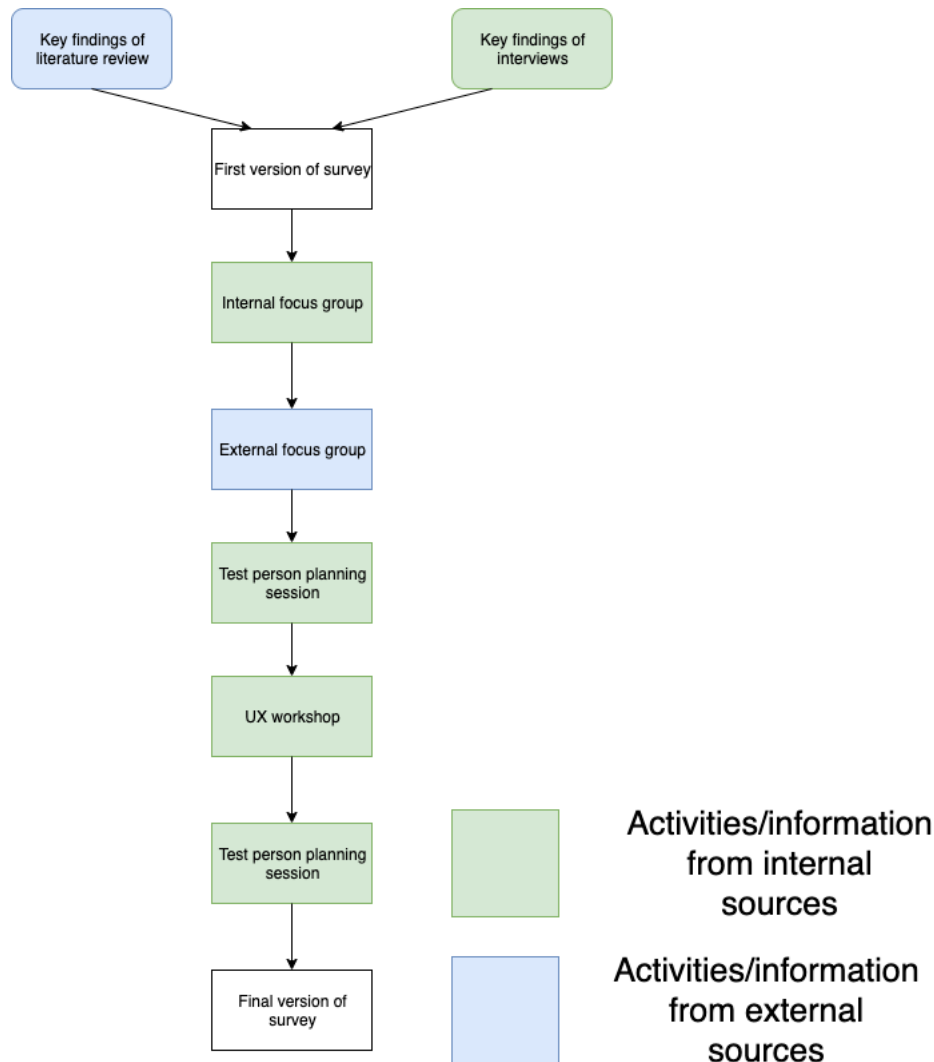 Key findings of
literature review
Key findings of
interviews
First version of survey
Internal focus group
External focus group
Test person planning
session
UX workshop
Test person planning
session
Final version of
survey
Activities/information
from internal
sources
Activities/information
from external
sources